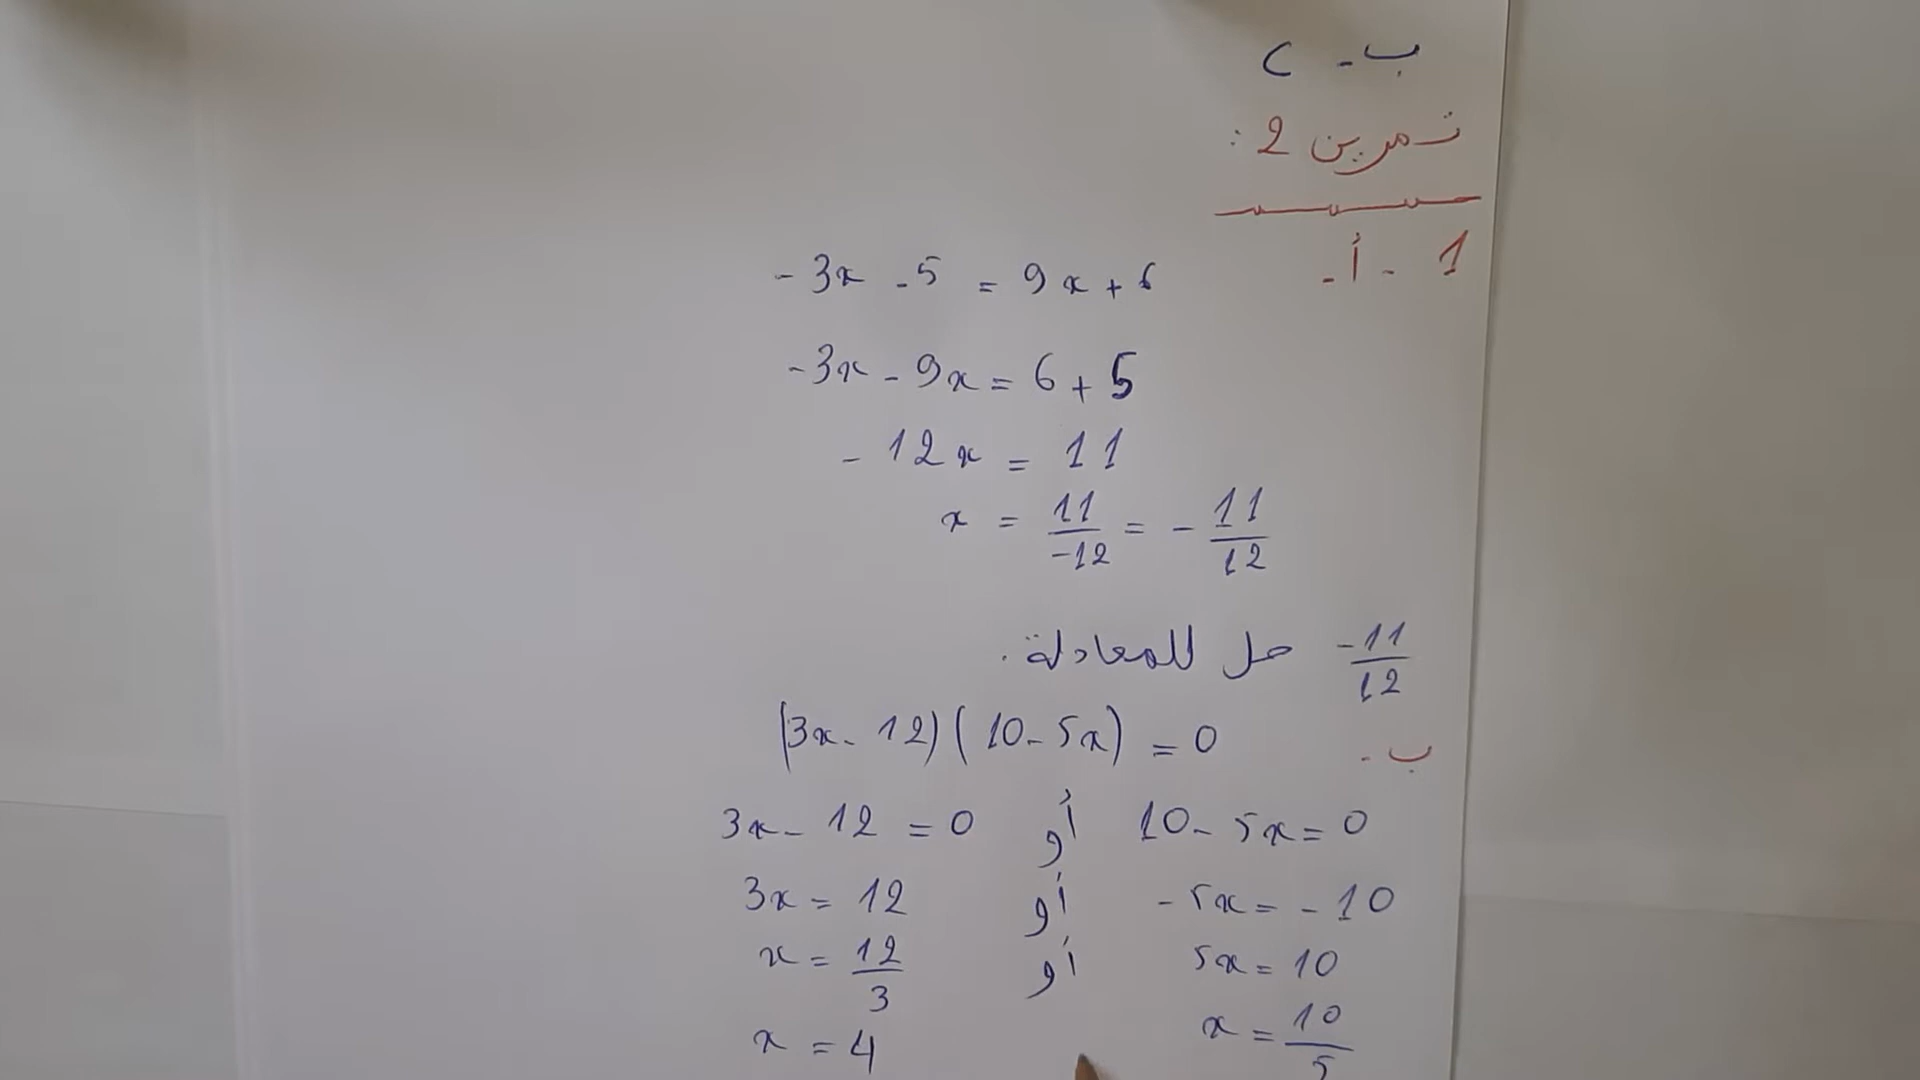 ب - C
تمرين 2 :
1 - أ -
- 3x - 5 = 9x + 6
- 3x - 9x = 6 + 5
- 12x = 11
x = 11/-12 = - 11/12
-11/12 حل للمعادلة .
ب -
(3x - 12)(10 - 5x) = 0
3x - 12 = 0 أو 10 - 5x = 0
3x = 12 أو - 5x = - 10
x = 12/3 أو 5x = 10
x = 4 x = 10/5